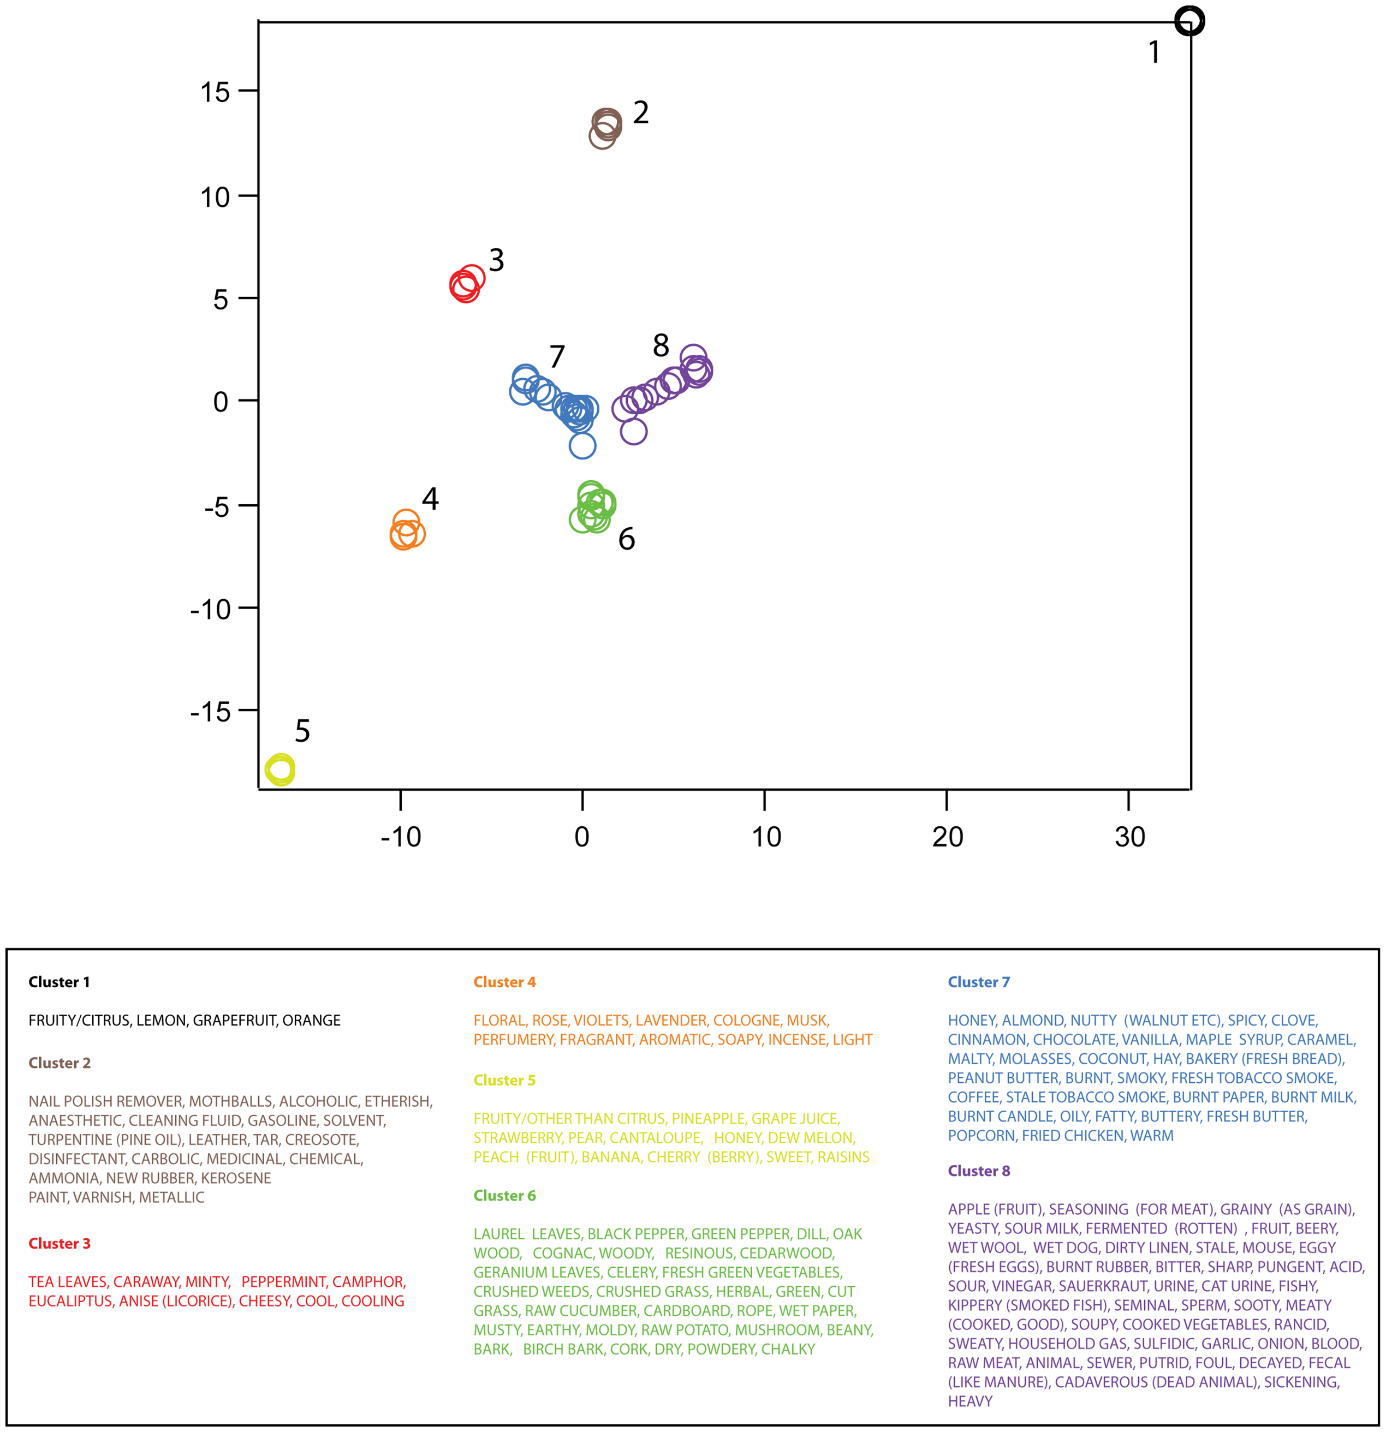 1
15
2
10
3
5
7
8
0
4
-5
6
-10
-15
5
-10
0
10
20
30
Cluster 1
FRUITY/CITRUS, LEMON, GRAPEFRUIT, ORANGE
Cluster 2
NAIL POLISH REMOVER, MOTHBALLS, ALCOHOLIC, ETHERISH,
ANAESTHETIC, CLEANING FLUID, GASOLINE, SOLVENT,
TURPENTINE (PINE OIL), LEATHER, TAR, CREOSOTE,
DISINFECTANT, CARBOLIC, MEDICINAL, CHEMICAL,
AMMONIA, NEW RUBBER, KEROSENE
PAINT, VARNISH, METALLIC
Cluster 3
TEA LEAVES, CARAWAY, MINTY, PEPPERMINT, CAMPHOR,
EUCALIPTUS, ANISE (LICORICE), CHEESY, COOL, COOLING
Cluster 4
FLORAL, ROSE, VIOLETS, LAVENDER, COLOGNE, MUSK,
PERFUMERY, FRAGRANT, AROMATIC, SOAPY, INCENSE, LIGHT
Cluster 5
FRUITY/OTHER THAN CITRUS, PINEAPPLE, GRAPE JUICE,
STRAWBERRY, PEAR, CANTALOUPE, HONEY, DEW MELON,
PEACH (FRUIT), BANANA, CHERRY (BERRY), SWEET, RAISINS
Cluster 6
LAUREL LEAVES, BLACK PEPPER, GREEN PEPPER, DILL, OAK
WOOD, COGNAC, WOODY, RESINOUS, CEDARWOOD,
GERANIUM LEAVES, CELERY, FRESH GREEN VEGETABLES,
CRUSHED WEEDS, CRUSHED GRASS, HERBAL, GREEN, CUT
GRASS, RAW CUCUMBER, CARDBOARD, ROPE, WET PAPER,
MUSTY, EARTHY, MOLDY, RAW POTATO, MUSHROOM, BEANY,
BARK, BIRCH BARK, CORK, DRY, POWDERY, CHALKY
Cluster 7
HONEY, ALMOND, NUTTY (WALNUT ETC), SPICY, CLOVE,
CINNAMON, CHOCOLATE, VANILLA, MAPLE SYRUP, CARAMEL,
MALTY, MOLASSES, COCONUT, HAY, BAKERY (FRESH BREAD),
PEANUT BUTTER, BURNT, SMOKY, FRESH TOBACCO SMOKE,
COFFEE, STALE TOBACCO SMOKE, BURNT PAPER, BURNT MILK,
BURNT CANDLE, OILY, FATTY, BUTTERY, FRESH BUTTER,
POPCORN, FRIED CHICKEN, WARM
Cluster 8
APPLE (FRUIT), SEASONING (FOR MEAT), GRAINY (AS GRAIN),
YEASTY, SOUR MILK, FERMENTED (ROTTEN) , FRUIT, BEERY,
WET WOOL, WET DOG, DIRTY LINEN, STALE, MOUSE, EGGY
(FRESH EGGS), BURNT RUBBER, BITTER, SHARP, PUNGENT, ACID,
SOUR, VINEGAR, SAUERKRAUT, URINE, CAT URINE, FISHY,
KIPPERY (SMOKED FISH), SEMINAL, SPERM, SOOTY, MEATY
(COOKED, GOOD), SOUPY, COOKED VEGETABLES, RANCID,
SWEATY, HOUSEHOLD GAS, SULFIDIC, GARLIC, ONION, BLOOD,
RAW MEAT, ANIMAL, SEWER, PUTRID, FOUL, DECAYED, FECAL
(LIKE MANURE), CADAVEROUS (DEAD ANIMAL), SICKENING,
HEAVY